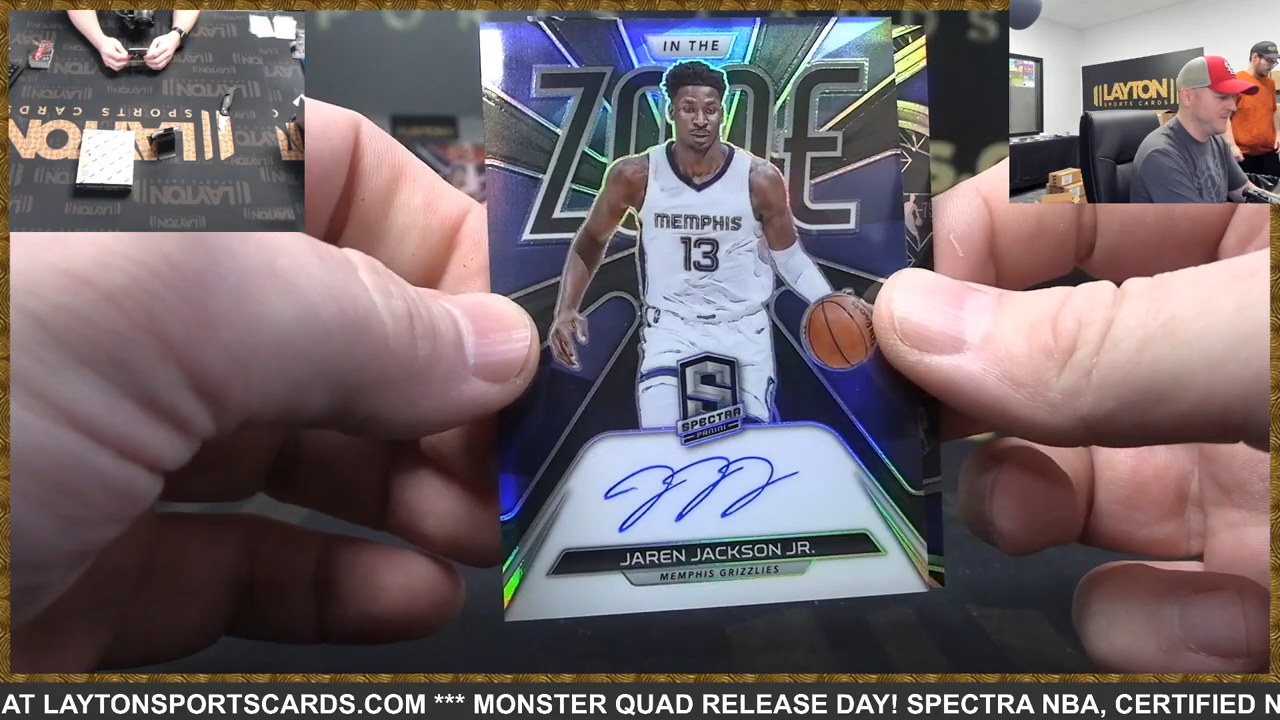 IN THE
ZONE
MEMPHIS
13
S
SPECTRA
PANINI
JAREN JACKSON JR.
MEMPHIS GRIZZLIES
LAYTON
SPORTS CARDS
LAYTON
SPORTS CARDS
AT LAYTONSPORTSCARDS.COM *** MONSTER QUAD RELEASE DAY! SPECTRA NBA, CERTIFIED N